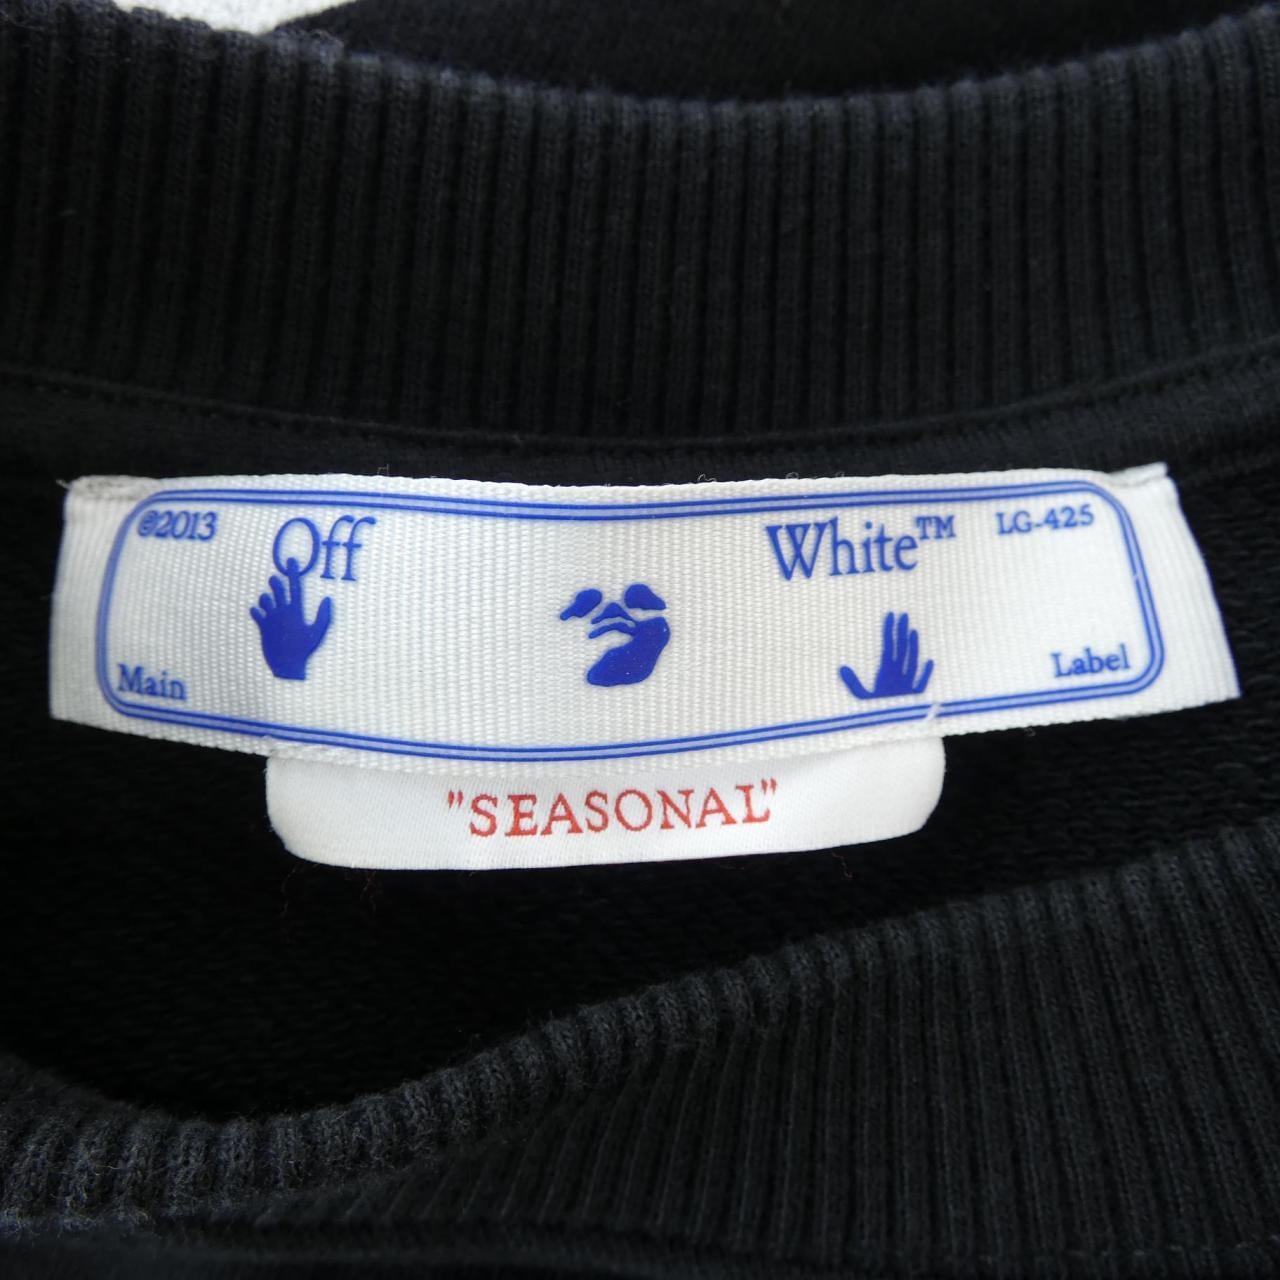 ©2013 Off White™ LG-425
Main Label
"SEASONAL"